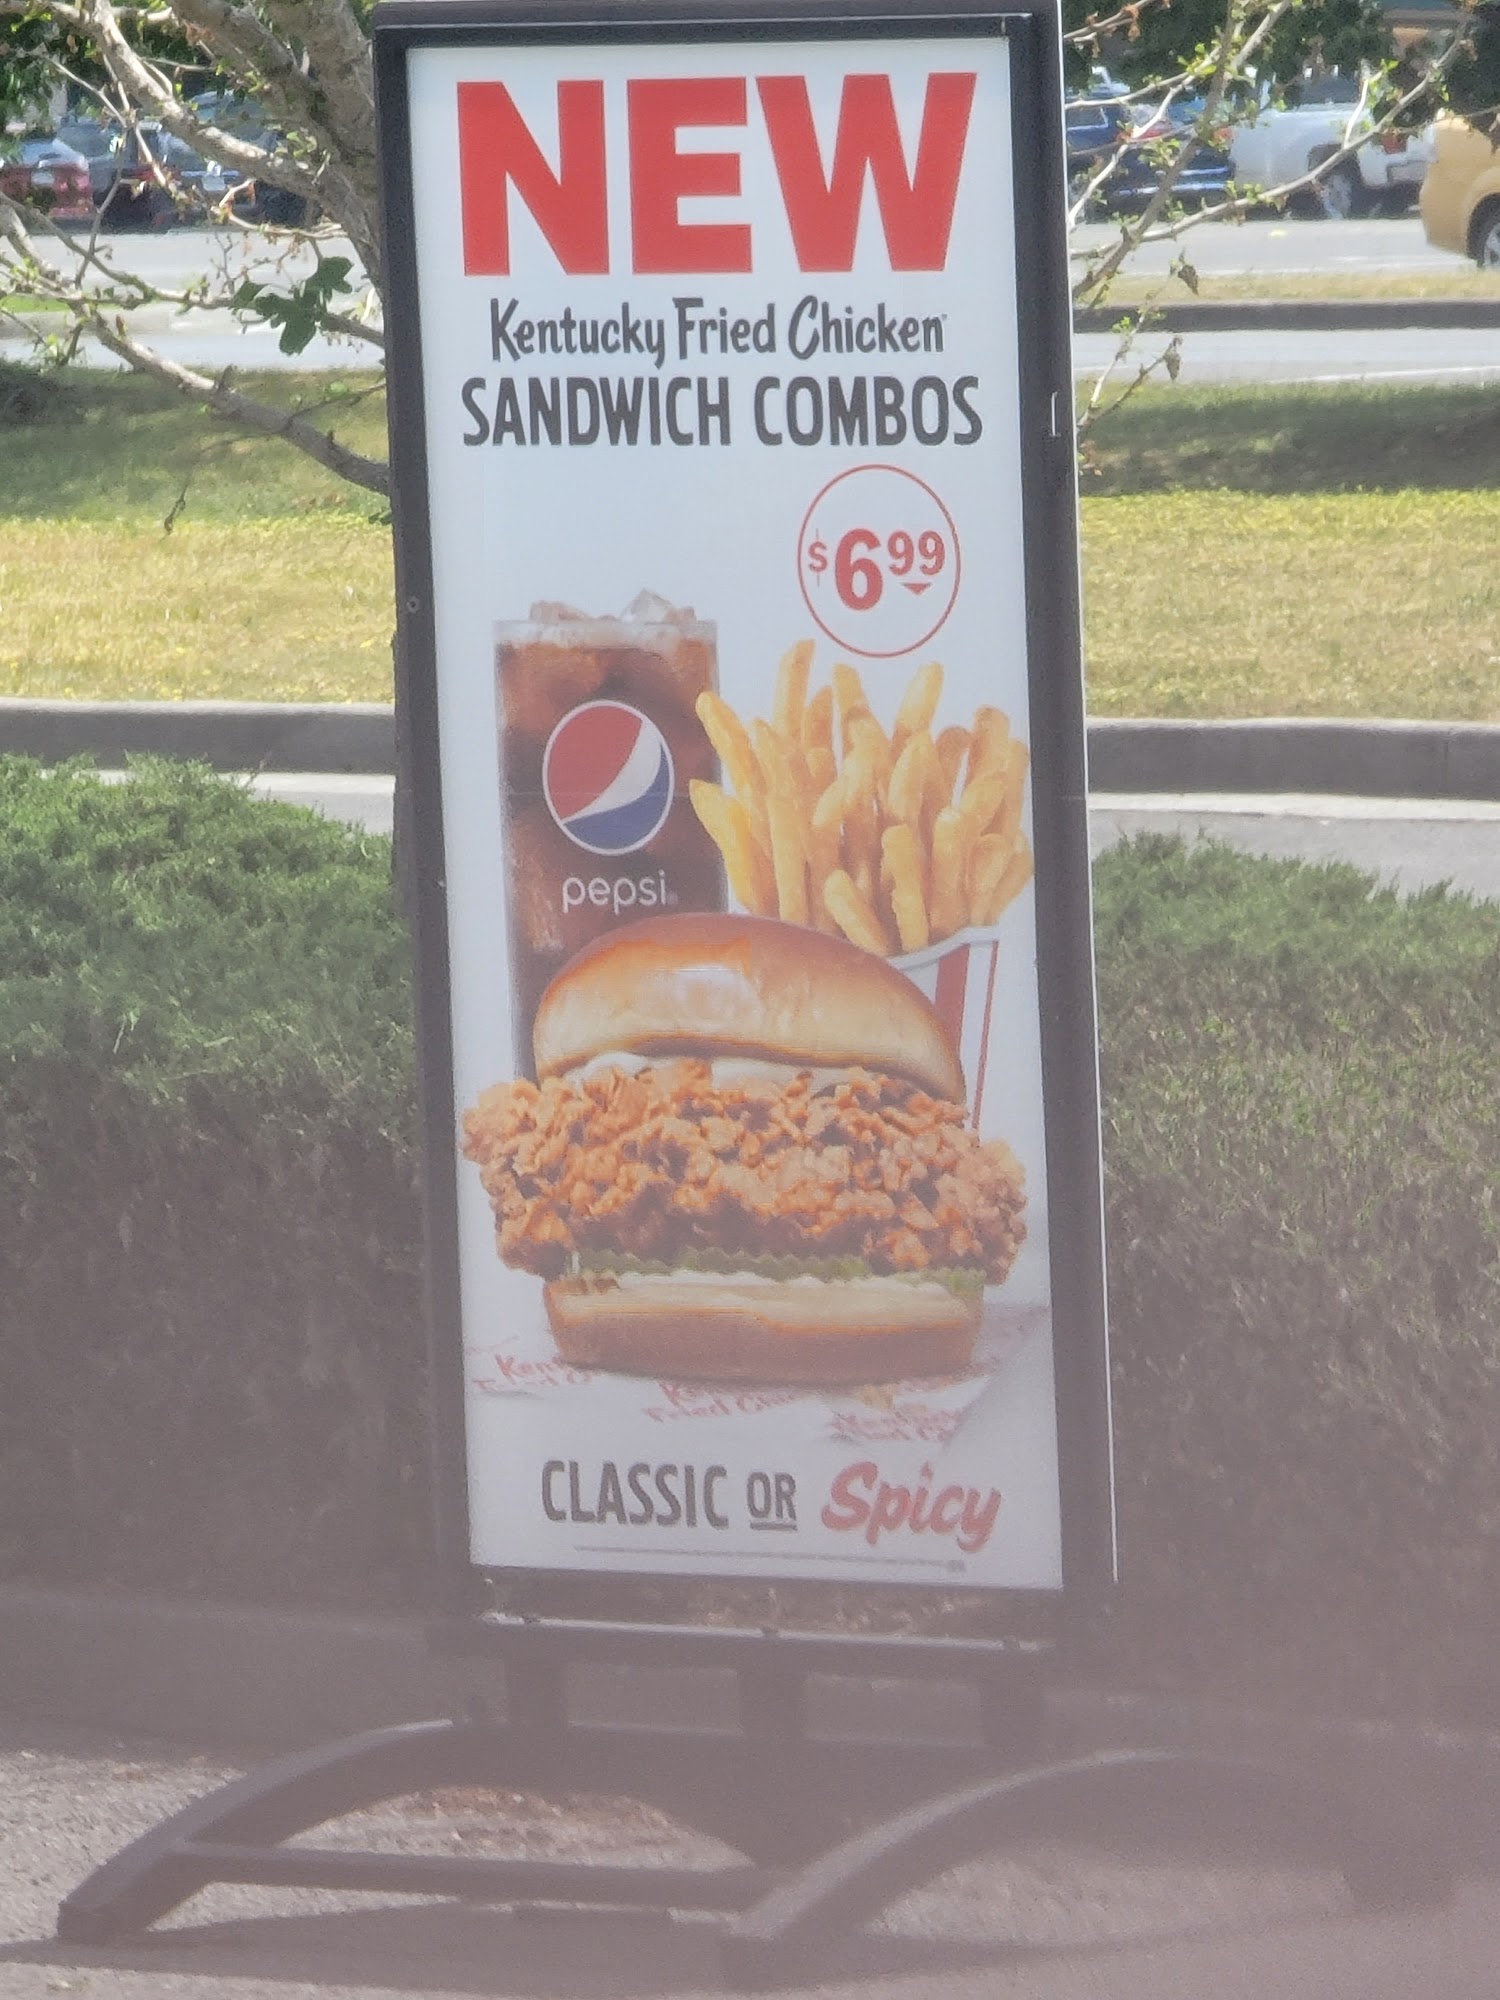 NEW
Kentucky Fried Chicken
SANDWICH COMBOS
$6.99
pepsi
CLASSIC OR Spicy